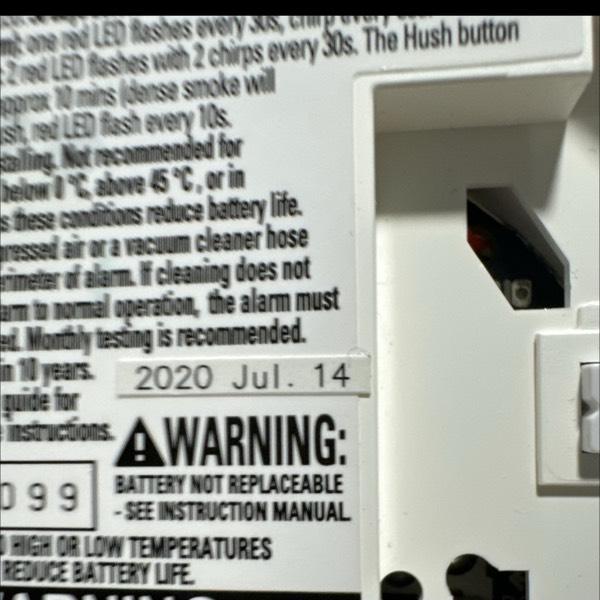 one red LED flashes every 30s, chirp every
2 red LED flashes with 2 chirps every 30s. The Hush button
approx 10 mins (dense smoke will
red LED flash every 10s.
Not recommended for
below 0 °C, above 45 °C, or in
these conditions reduce battery life.
air or a vacuum cleaner hose
of alarm. If cleaning does not
to normal operation, the alarm must
Monthly testing is recommended.
in 10 years.
2020 Jul. 14
guide for
instructions.
WARNING:
099
BATTERY NOT REPLACEABLE
- SEE INSTRUCTION MANUAL.
HIGH OR LOW TEMPERATURES
REDUCE BATTERY LIFE.